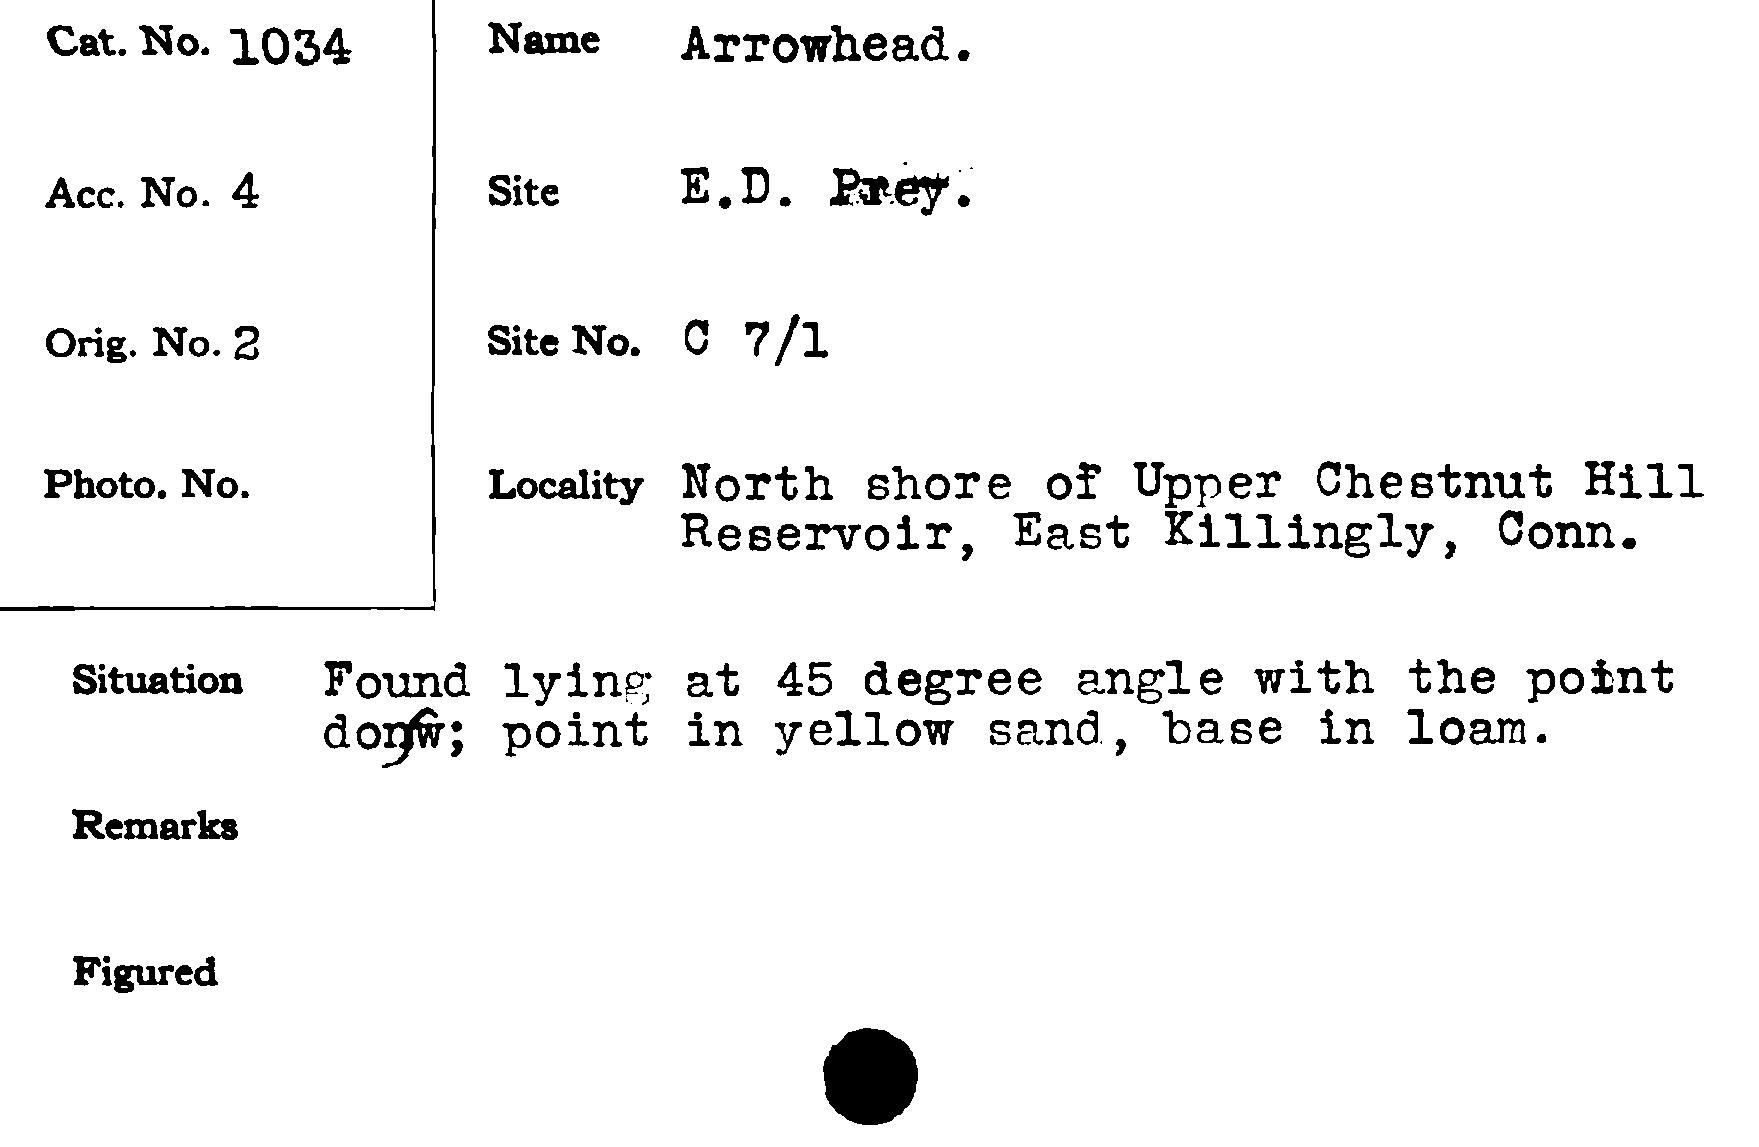 Cat. No. 1034
Name Arrowhead.
Acc. No. 4
Site E.D. Prey.
Orig. No. 2
Site No. C 7/1
Photo. No.
Locality North shore of Upper Chestnut Hill
Reservoir, East Killingly, Conn.
Situation Found lying at 45 degree angle with the point
donw; point in yellow sand, base in loam.
Remarks
Figured